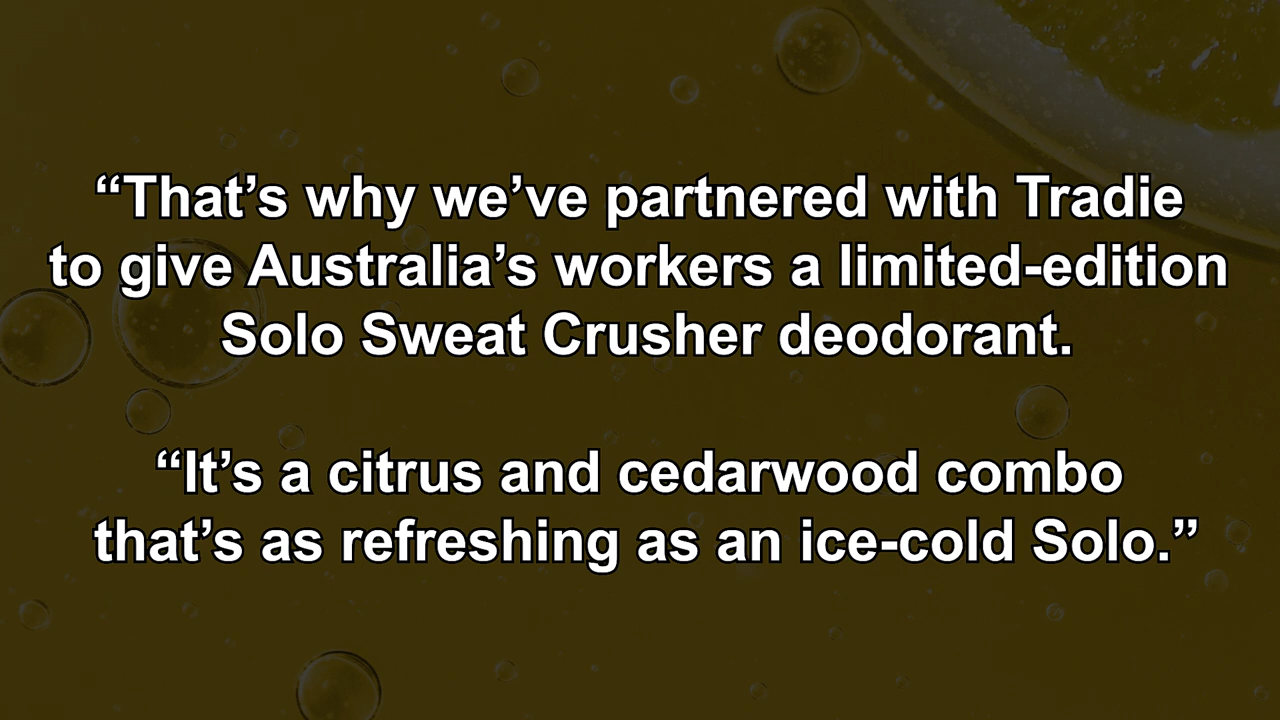 “That’s why we’ve partnered with Tradie
to give Australia’s workers a limited-edition
Solo Sweat Crusher deodorant.
“It’s a citrus and cedarwood combo
that’s as refreshing as an ice-cold Solo.”